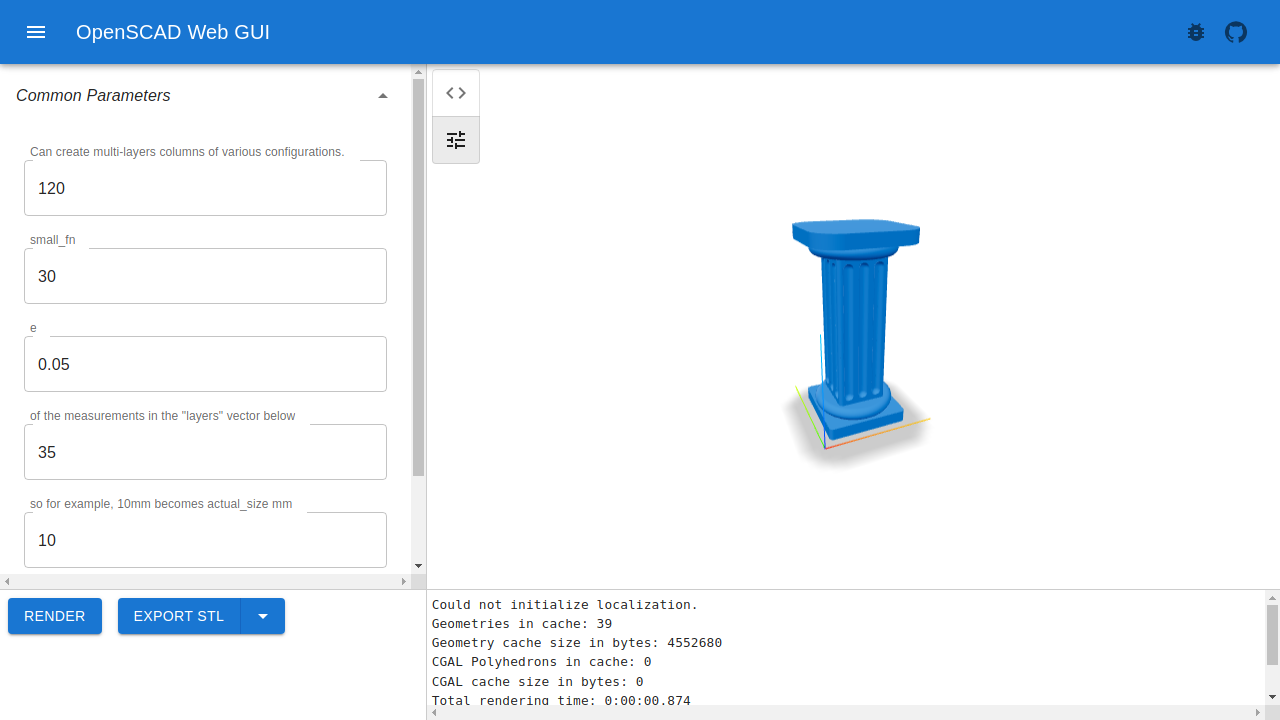 OpenSCAD Web GUI
Common Parameters
Can create multi-layers columns of various configurations.
120
small_fn
30
e
0.05
of the measurements in the "layers" vector below
35
so for example, 10mm becomes actual_size mm
10
RENDER
EXPORT STL
Could not initialize localization.
Geometries in cache: 39
Geometry cache size in bytes: 4552680
CGAL Polyhedrons in cache: 0
CGAL cache size in bytes: 0
Total rendering time: 0:00:00.874